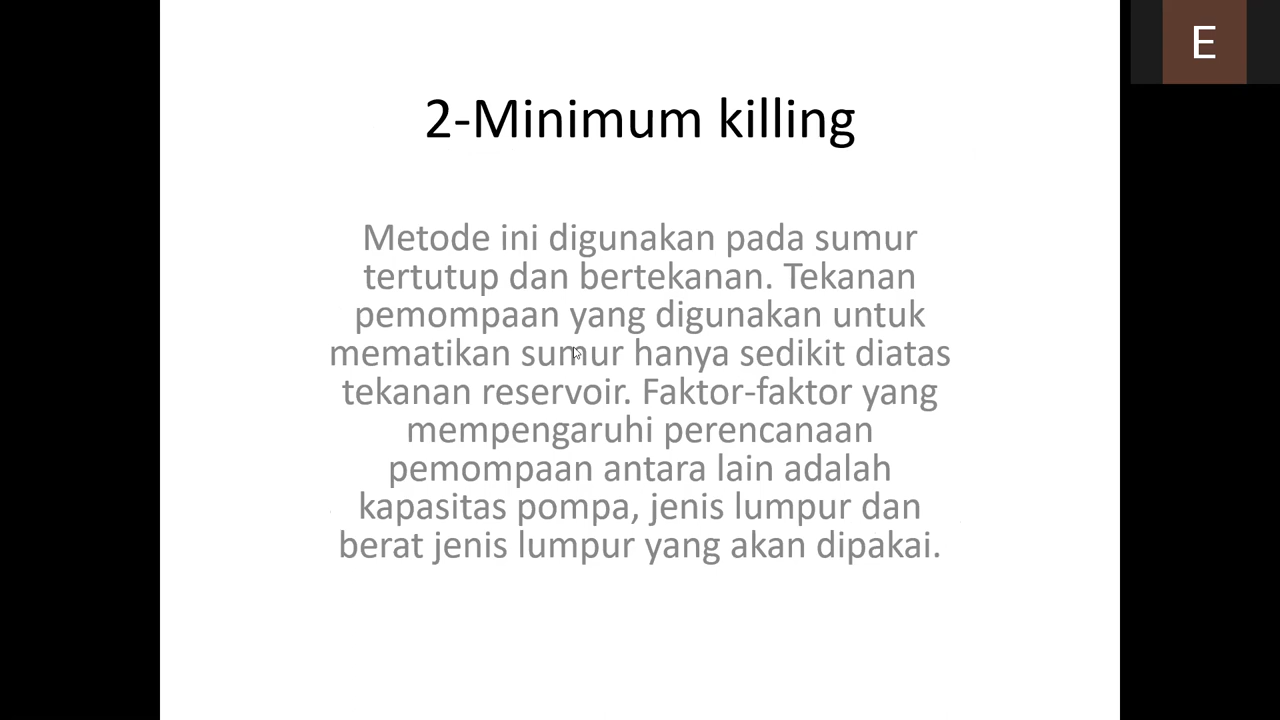 E
2-Minimum killing
Metode ini digunakan pada sumur
tertutup dan bertekanan. Tekanan
pemompaan yang digunakan untuk
mematikan sumur hanya sedikit diatas
tekanan reservoir. Faktor-faktor yang
mempengaruhi perencanaan
pemompaan antara lain adalah
kapasitas pompa, jenis lumpur dan
berat jenis lumpur yang akan dipakai.